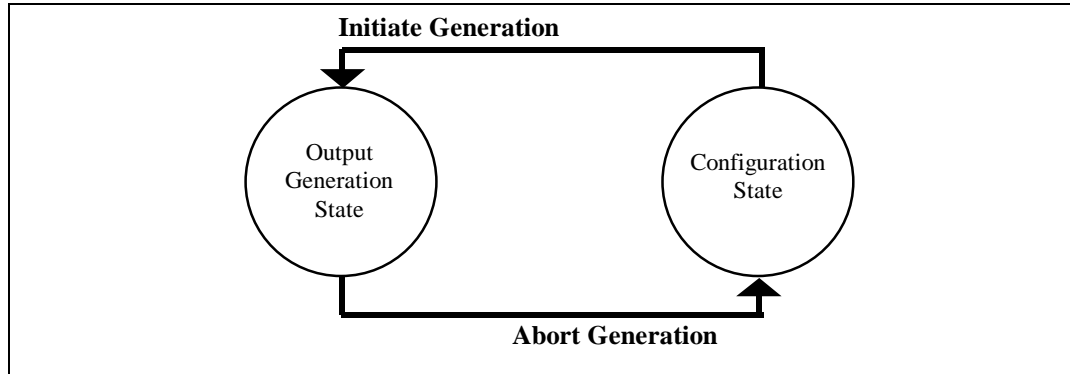 Initiate Generation
Output
Generation
State
Configuration
State
Abort Generation